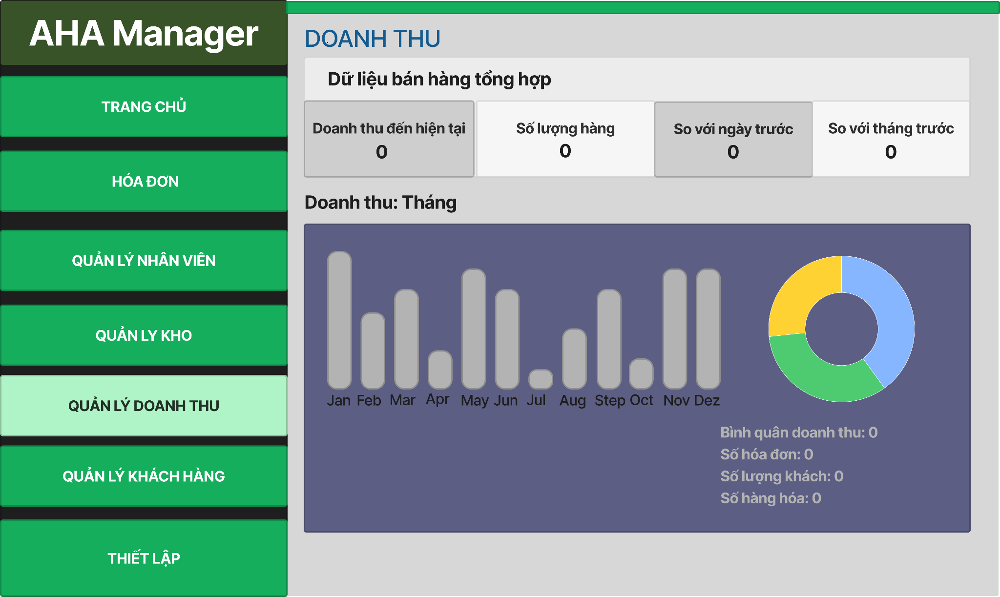 AHA Manager
TRANG CHỦ
HÓA ĐƠN
QUẢN LÝ NHÂN VIÊN
QUẢN LY KHO
QUẢN LÝ DOANH THU
QUẢN LÝ KHÁCH HÀNG
THIẾT LẬP
DOANH THU
Dữ liệu bán hàng tổng hợp
Doanh thu đến hiện tại
0
Số lượng hàng
0
So với ngày trước
0
So với tháng trước
0
Doanh thu: Tháng
Jan Feb Mar Apr May Jun Jul Aug Step Oct Nov Dez
Bình quân doanh thu: 0
Số hóa đơn: 0
Số lượng khách: 0
Số hàng hóa: 0